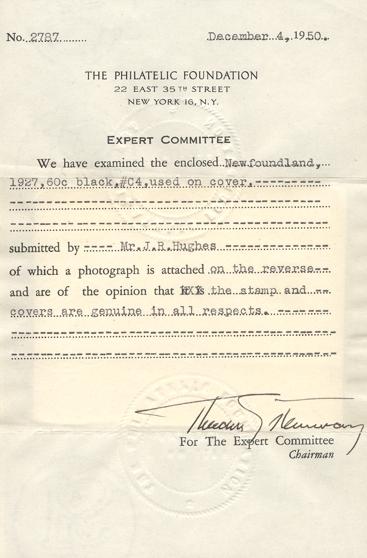 No. 2787 December 4, 1950.
THE PHILATELIC FOUNDATION
22 EAST 35TH STREET
NEW YORK 16, N.Y.
EXPERT COMMITTEE
We have examined the enclosed Newfoundland,
1927, 60c black, #C4, used on cover,
submitted by Mr. J.R. Hughes
of which a photograph is attached on the reverse
and are of the opinion that is the stamp and
covers are genuine in all respects.
For The Expert Committee
Chairman